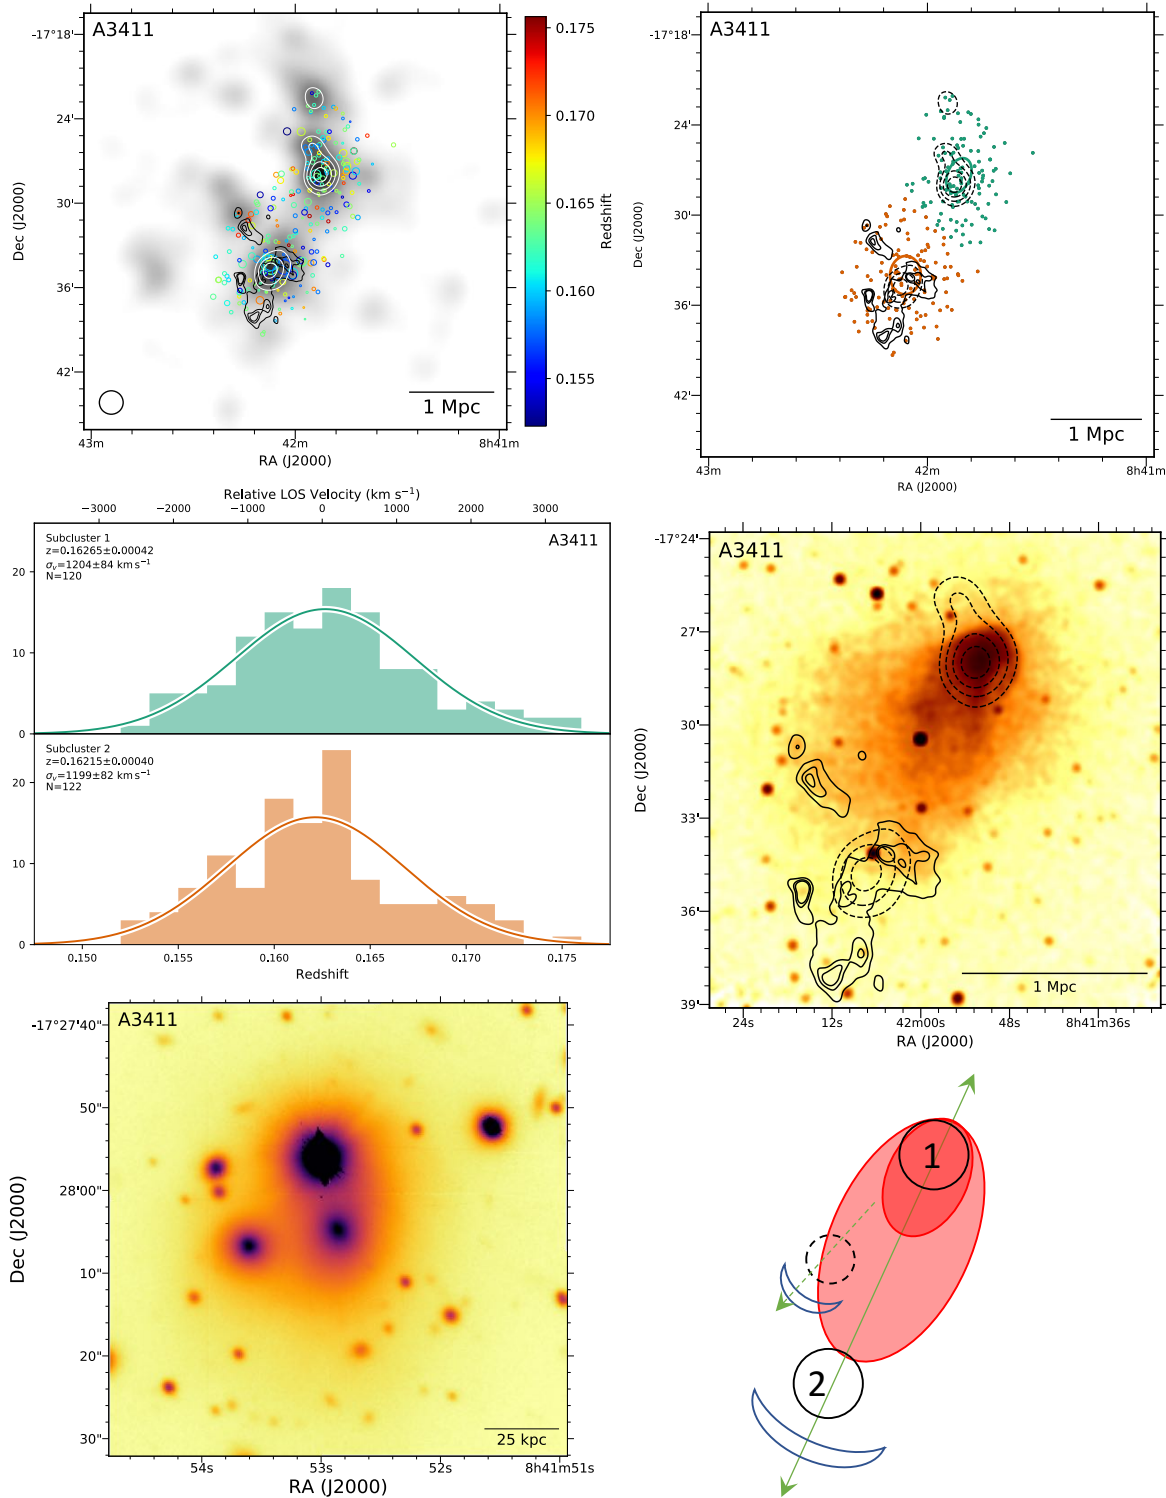 A3411
-17°18'
24'
30'
36'
42'
Dec (J2000)
43m
42m
8h41m
RA (J2000)
1 Mpc
0.175
0.170
0.165
0.160
0.155
Redshift
A3411
-17°18'
24'
30'
36'
42'
Dec (J2000)
43m
42m
8h41m
RA (J2000)
1 Mpc
Relative LOS Velocity (km s⁻¹)
−3000
−2000
−1000
0
1000
2000
3000
Subcluster 1
z=0.16265±0.00042
σᵥ=1204±84 km s⁻¹
N=120
A3411
20
10
0
Subcluster 2
z=0.16215±0.00040
σᵥ=1199±82 km s⁻¹
N=122
20
10
0
0.150
0.155
0.160
0.165
0.170
0.175
Redshift
A3411
-17°24'
27'
30'
33'
36'
39'
Dec (J2000)
24s
12s
42m00s
48s
8h41m36s
RA (J2000)
1 Mpc
A3411
-17°27'40"
50"
28'00"
10"
20"
30"
Dec (J2000)
54s
53s
52s
8h41m51s
RA (J2000)
25 kpc
1
2